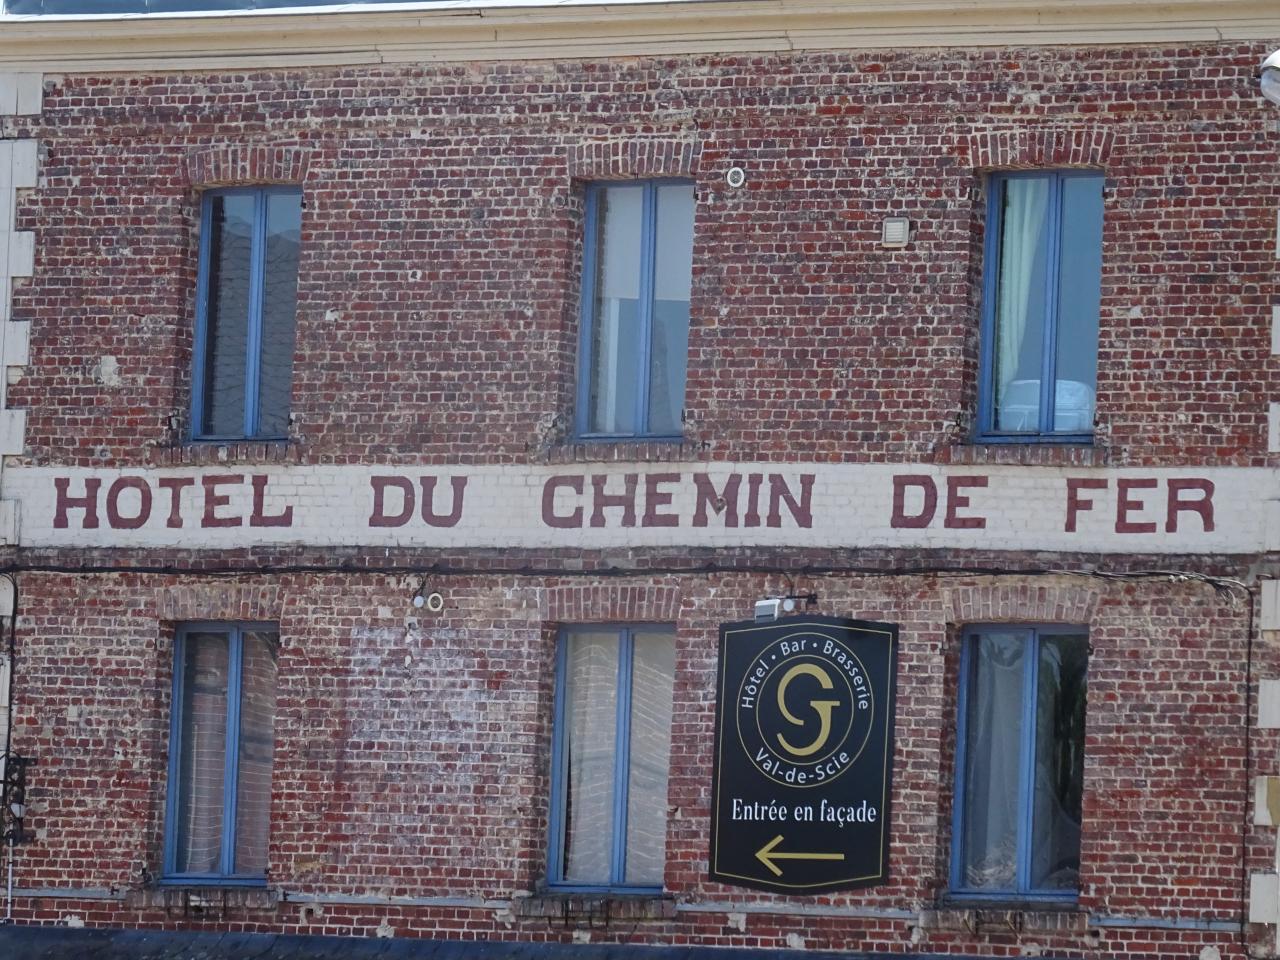 HOTEL DU CHEMIN DE FER
Hôtel • Bar • Brasserie
G
Val-de-Scie
Entrée en façade